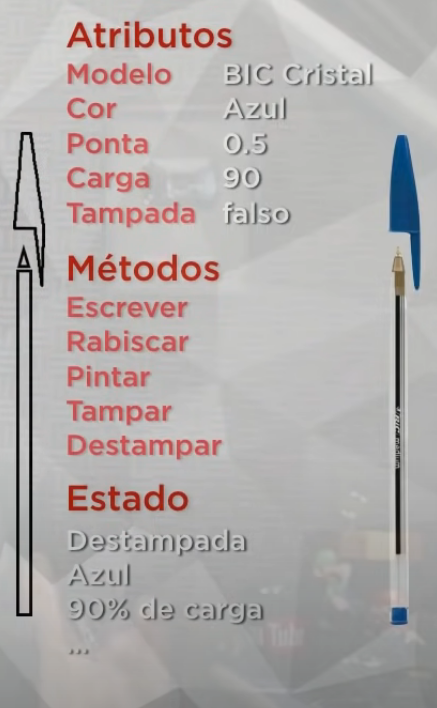 Atributos
Modelo BIC Cristal
Cor Azul
Ponta 0.5
Carga 90
Tampada falso
Métodos
Escrever
Rabiscar
Pintar
Tampar
Destampar
Estado
Destampada
Azul
90% de carga
...